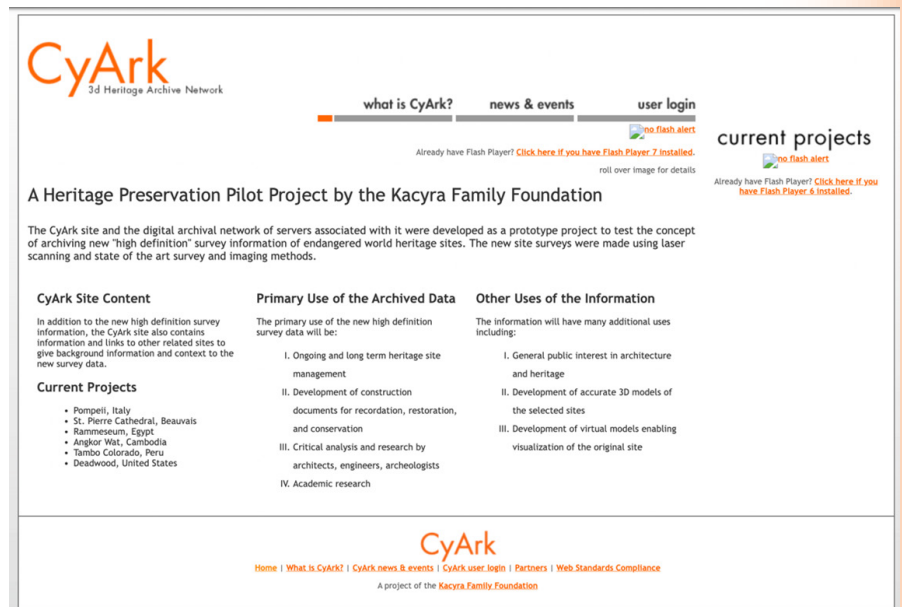 CyArk
3d Heritage Archive Network
what is CyArk?
news & events
user login
no flash alert
Already have Flash Player? Click here if you have Flash Player 7 installed.
roll over image for details
current projects
no flash alert
Already have Flash Player? Click here if you
have Flash Player 6 installed.
A Heritage Preservation Pilot Project by the Kacyra Family Foundation
The CyArk site and the digital archival network of servers associated with it were developed as a prototype project to test the concept
of archiving new "high definition" survey information of endangered world heritage sites. The new site surveys were made using laser
scanning and state of the art survey and imaging methods.
CyArk Site Content
In addition to the new high definition survey
information, the CyArk site also contains
information and links to other related sites to
give background information and context to the
new survey data.
Current Projects
• Pompeii, Italy
• St. Pierre Cathedral, Beauvais
• Rammeseum, Egypt
• Angkor Wat, Cambodia
• Tambo Colorado, Peru
• Deadwood, United States
Primary Use of the Archived Data
The primary use of the new high definition
survey data will be:
I. Ongoing and long term heritage site
management
II. Development of construction
documents for recordation, restoration,
and conservation
III. Critical analysis and research by
architects, engineers, archeologists
IV. Academic research
Other Uses of the Information
The information will have many additional uses
including:
I. General public interest in architecture
and heritage
II. Development of accurate 3D models of
the selected sites
III. Development of virtual models enabling
visualization of the original site
CyArk
Home | What is CyArk? | CyArk news & events | CyArk user login | Partners | Web Standards Compliance
A project of the Kacyra Family Foundation